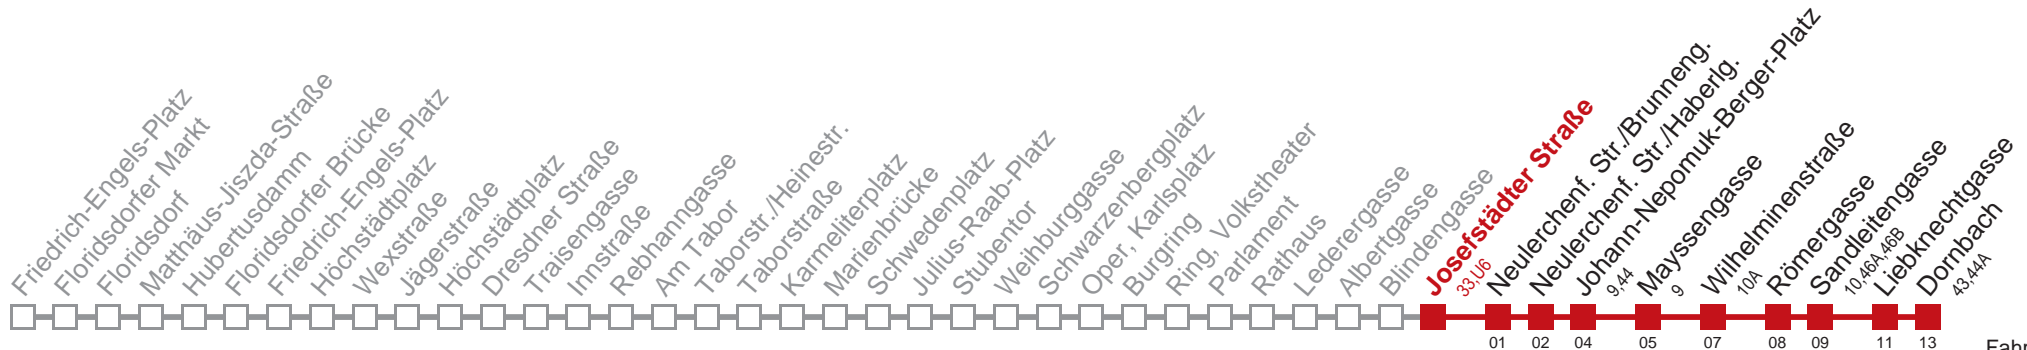 Friedrich-Engels-Platz
Floridsdorfer Markt
Floridsdorf
Matthäus-Jiszda-Straße
Hubertusdamm
Floridsdorfer Brücke
Friedrich-Engels-Platz
Höchstädtplatz
Wexstraße
Jägerstraße
Höchstädtplatz
Dresdner Straße
Traisengasse
Innstraße
Rebhanngasse
Am Tabor
Taborstr./Heinestr.
Taborstraße
Karmeliterplatz
Marienbrücke
Schwedenplatz
Julius-Raab-Platz
Stubentor
Weihburggasse
Schwarzenbergplatz
Oper, Karlsplatz
Burgring
Ring, Volkstheater
Parlament
Rathaus
Lederergasse
Albertgasse
Blindengasse
Josefstädter Straße
33,U6
Neulerchenf. Str./Brunneng.
Neulerchenf. Str./Haberlg.
Johann-Nepomuk-Berger-Platz
9,44
Mayssengasse
9
Wilhelminenstraße
10A
Römergasse
Sandleitengasse
10,46A,46B
Liebknechtgasse
Dornbach
43,44A
01 02 04 05 07 08 09 11 13